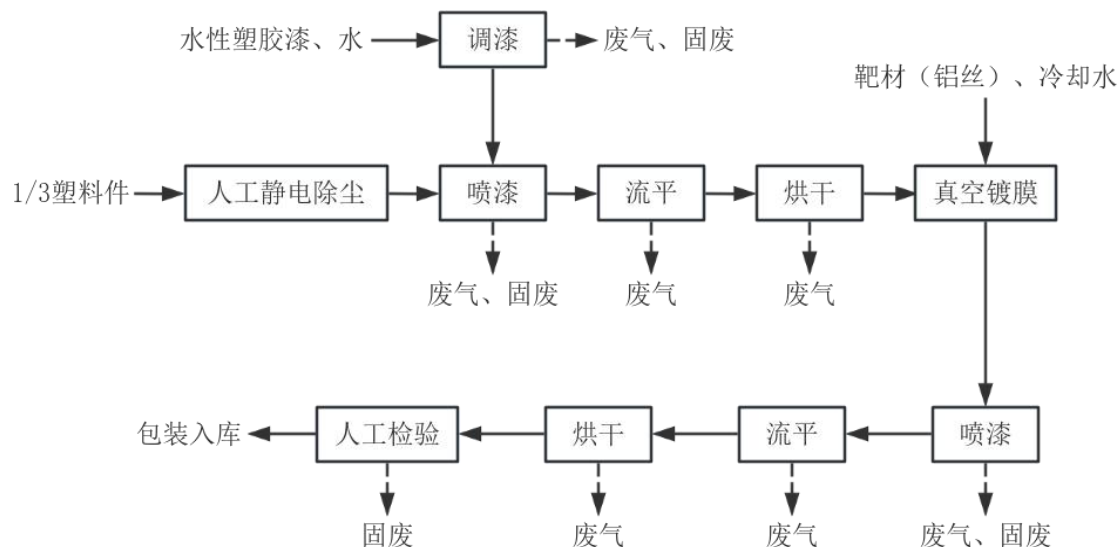 水性塑胶漆、水
调漆
废气、固废
靶材（铝丝）、冷却水
1/3塑料件
人工静电除尘
喷漆
流平
烘干
真空镀膜
废气、固废
废气
废气
包装入库
人工检验
烘干
流平
喷漆
固废
废气
废气
废气、固废